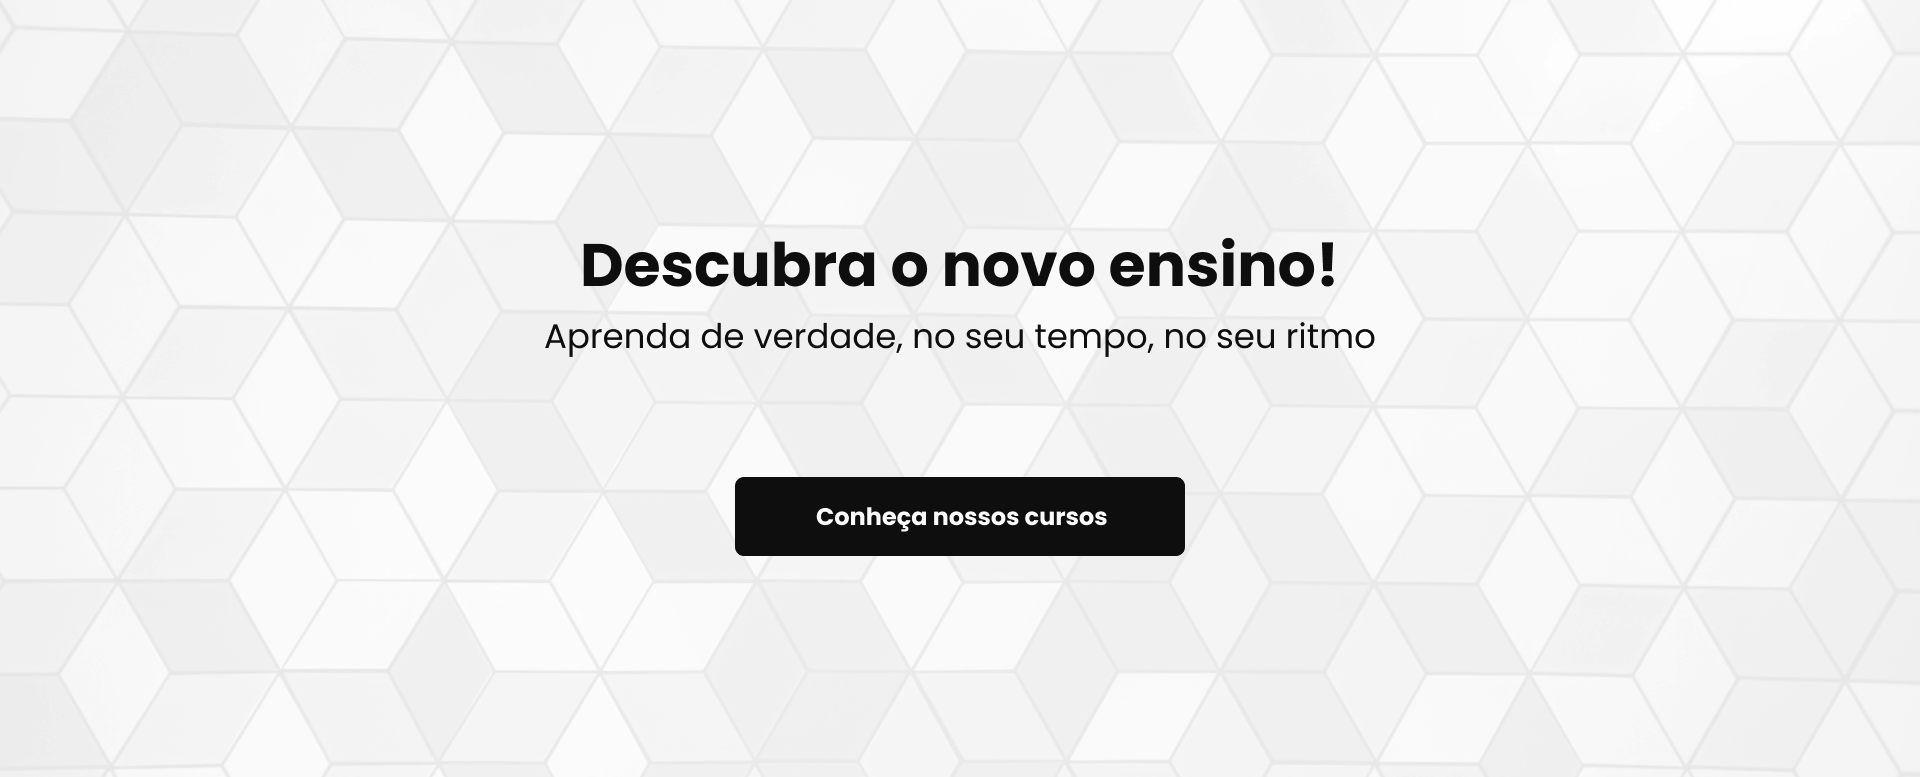 Descubra o novo ensino!
Aprenda de verdade, no seu tempo, no seu ritmo
Conheça nossos cursos